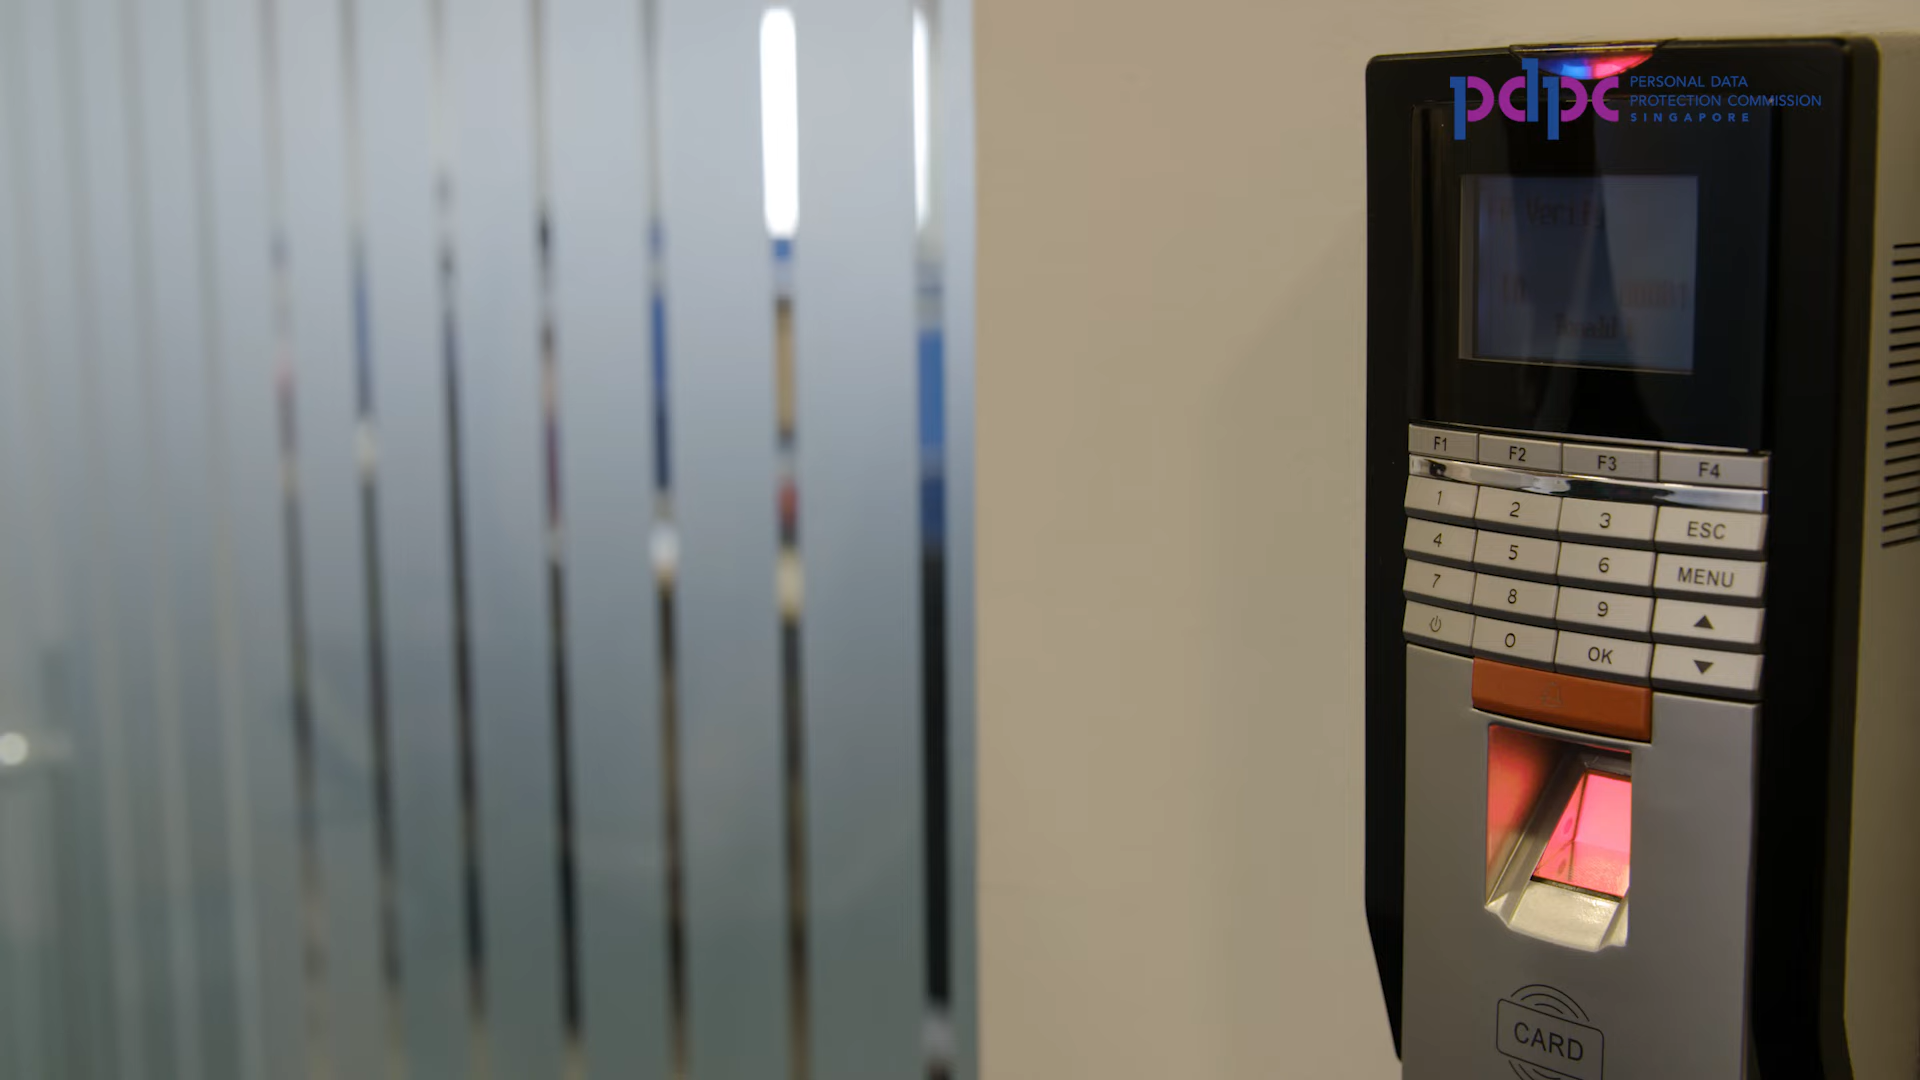 pdpc
PERSONAL DATA
PROTECTION COMMISSION
SINGAPORE
F1 F2 F3 F4
1 2 3 ESC
4 5 6 MENU
7 8 9
0 OK
CARD